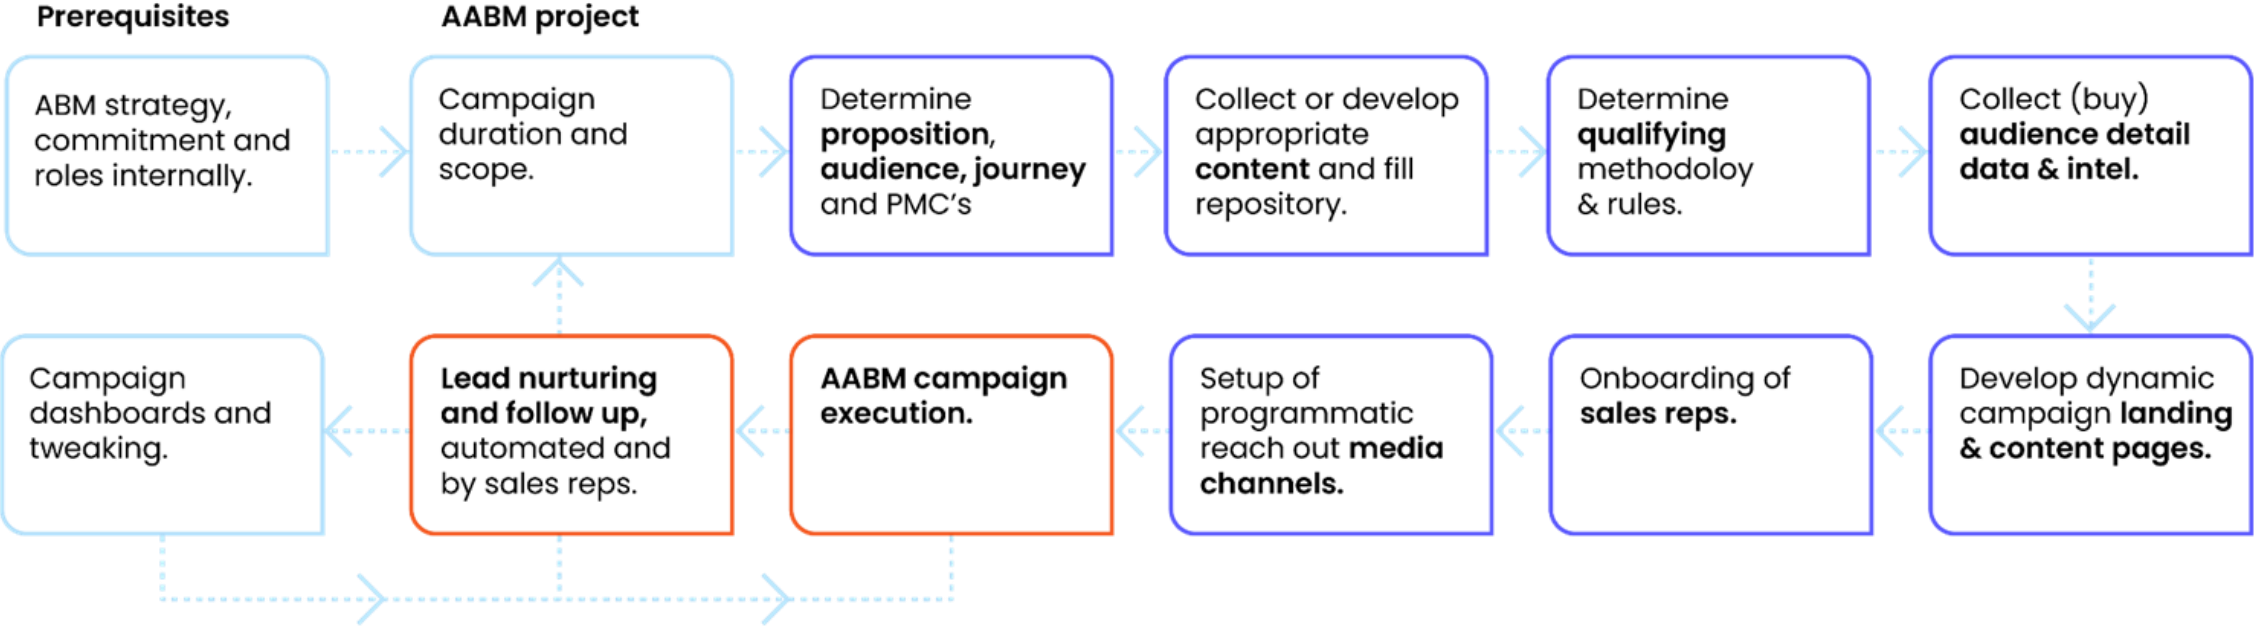 Prerequisites
AABM project
ABM strategy,
commitment and
roles internally.
Campaign
duration and
scope.
Determine
proposition,
audience, journey
and PMC’s
Collect or develop
appropriate
content and fill
repository.
Determine
qualifying
methodoloy
& rules.
Collect (buy)
audience detail
data & intel.
Develop dynamic
campaign landing
& content pages.
Onboarding of
sales reps.
Setup of
programmatic
reach out media
channels.
AABM campaign
execution.
Lead nurturing
and follow up,
automated and
by sales reps.
Campaign
dashboards and
tweaking.